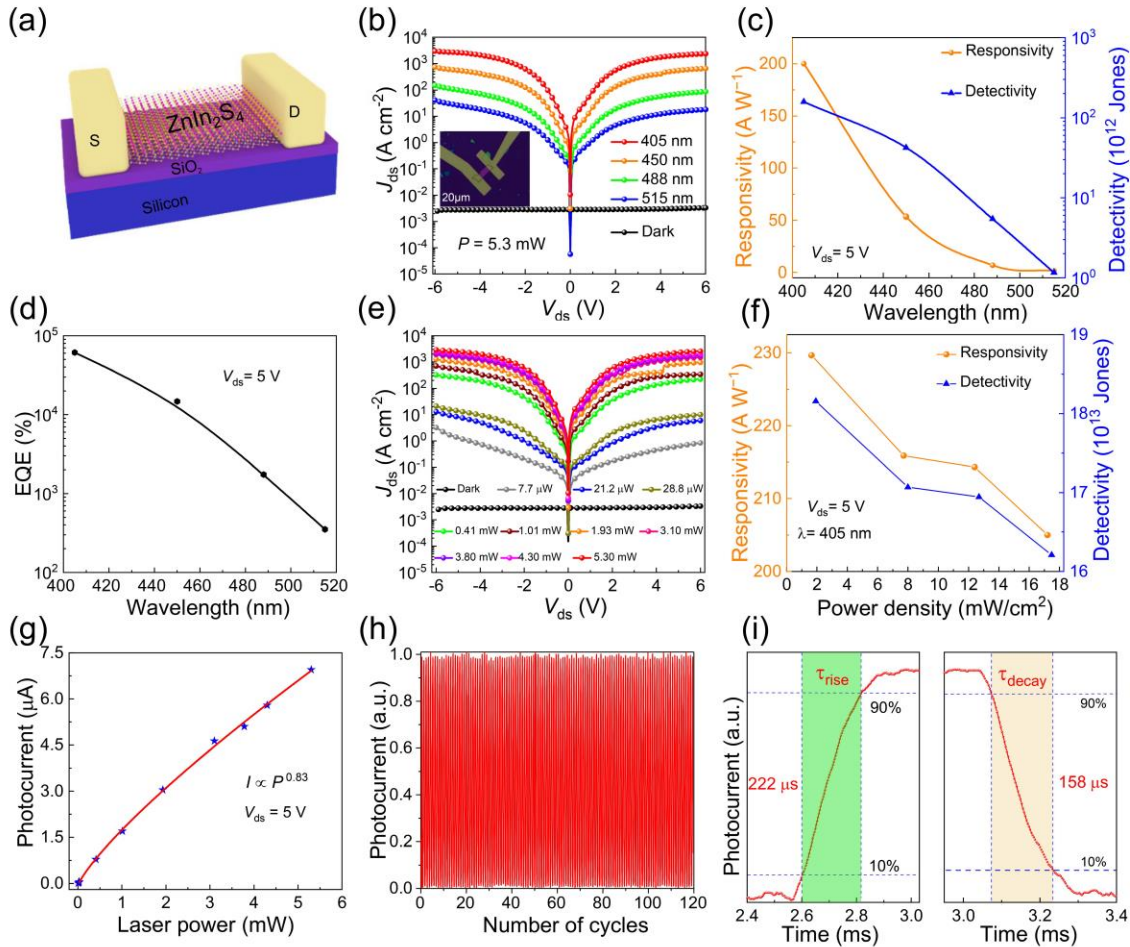 (a)
S
ZnIn2S4
D
SiO2
Silicon
(b)
Jds (A cm−2)
10^4
10^3
10^2
10^1
10^0
10^-1
10^-2
10^-3
10^-4
10^-5
405 nm
450 nm
488 nm
515 nm
Dark
20μm
P = 5.3 mW
-6 -4 -2 0 2 4 6
Vds (V)
(c)
Responsivity (A W−1)
200
150
100
50
0
Responsivity
Detectivity
Vds= 5 V
10^3
10^2
10^1
10^0
Detectivity (10^12 Jones)
400 420 440 460 480 500 520
Wavelength (nm)
(d)
EQE (%)
10^5
10^4
10^3
10^2
Vds= 5 V
400 420 440 460 480 500 520
Wavelength (nm)
(e)
Jds (A cm−2)
10^4
10^3
10^2
10^1
10^0
10^-1
10^-2
10^-3
10^-4
10^-5
Dark 7.7 μW 21.2 μW 28.8 μW
0.41 mW 1.01 mW 1.93 mW 3.10 mW
3.80 mW 4.30 mW 5.30 mW
-6 -4 -2 0 2 4 6
Vds (V)
(f)
Responsivity (A W−1)
230
220
210
205
200
Responsivity
Detectivity
Vds= 5 V
λ= 405 nm
19
18
17
16
Detectivity (10^13 Jones)
0 2 4 6 8 10 12 14 16 18
Power density (mW/cm2)
(g)
Photocurrent (μA)
7.5
6.0
4.5
3.0
1.5
0.0
I ∝ P^0.83
Vds = 5 V
0 1 2 3 4 5 6
Laser power (mW)
(h)
Photocurrent (a.u.)
1.0
0.8
0.6
0.4
0.2
0.0
0 10 20 30 40 50 60 70 80 90 100 120
Number of cycles
(i)
Photocurrent (a.u.)
τrise
90%
222 μs
10%
2.4 2.6 2.8 3.0
Time (ms)
τdecay
90%
158 μs
10%
3.0 3.2 3.4
Time (ms)